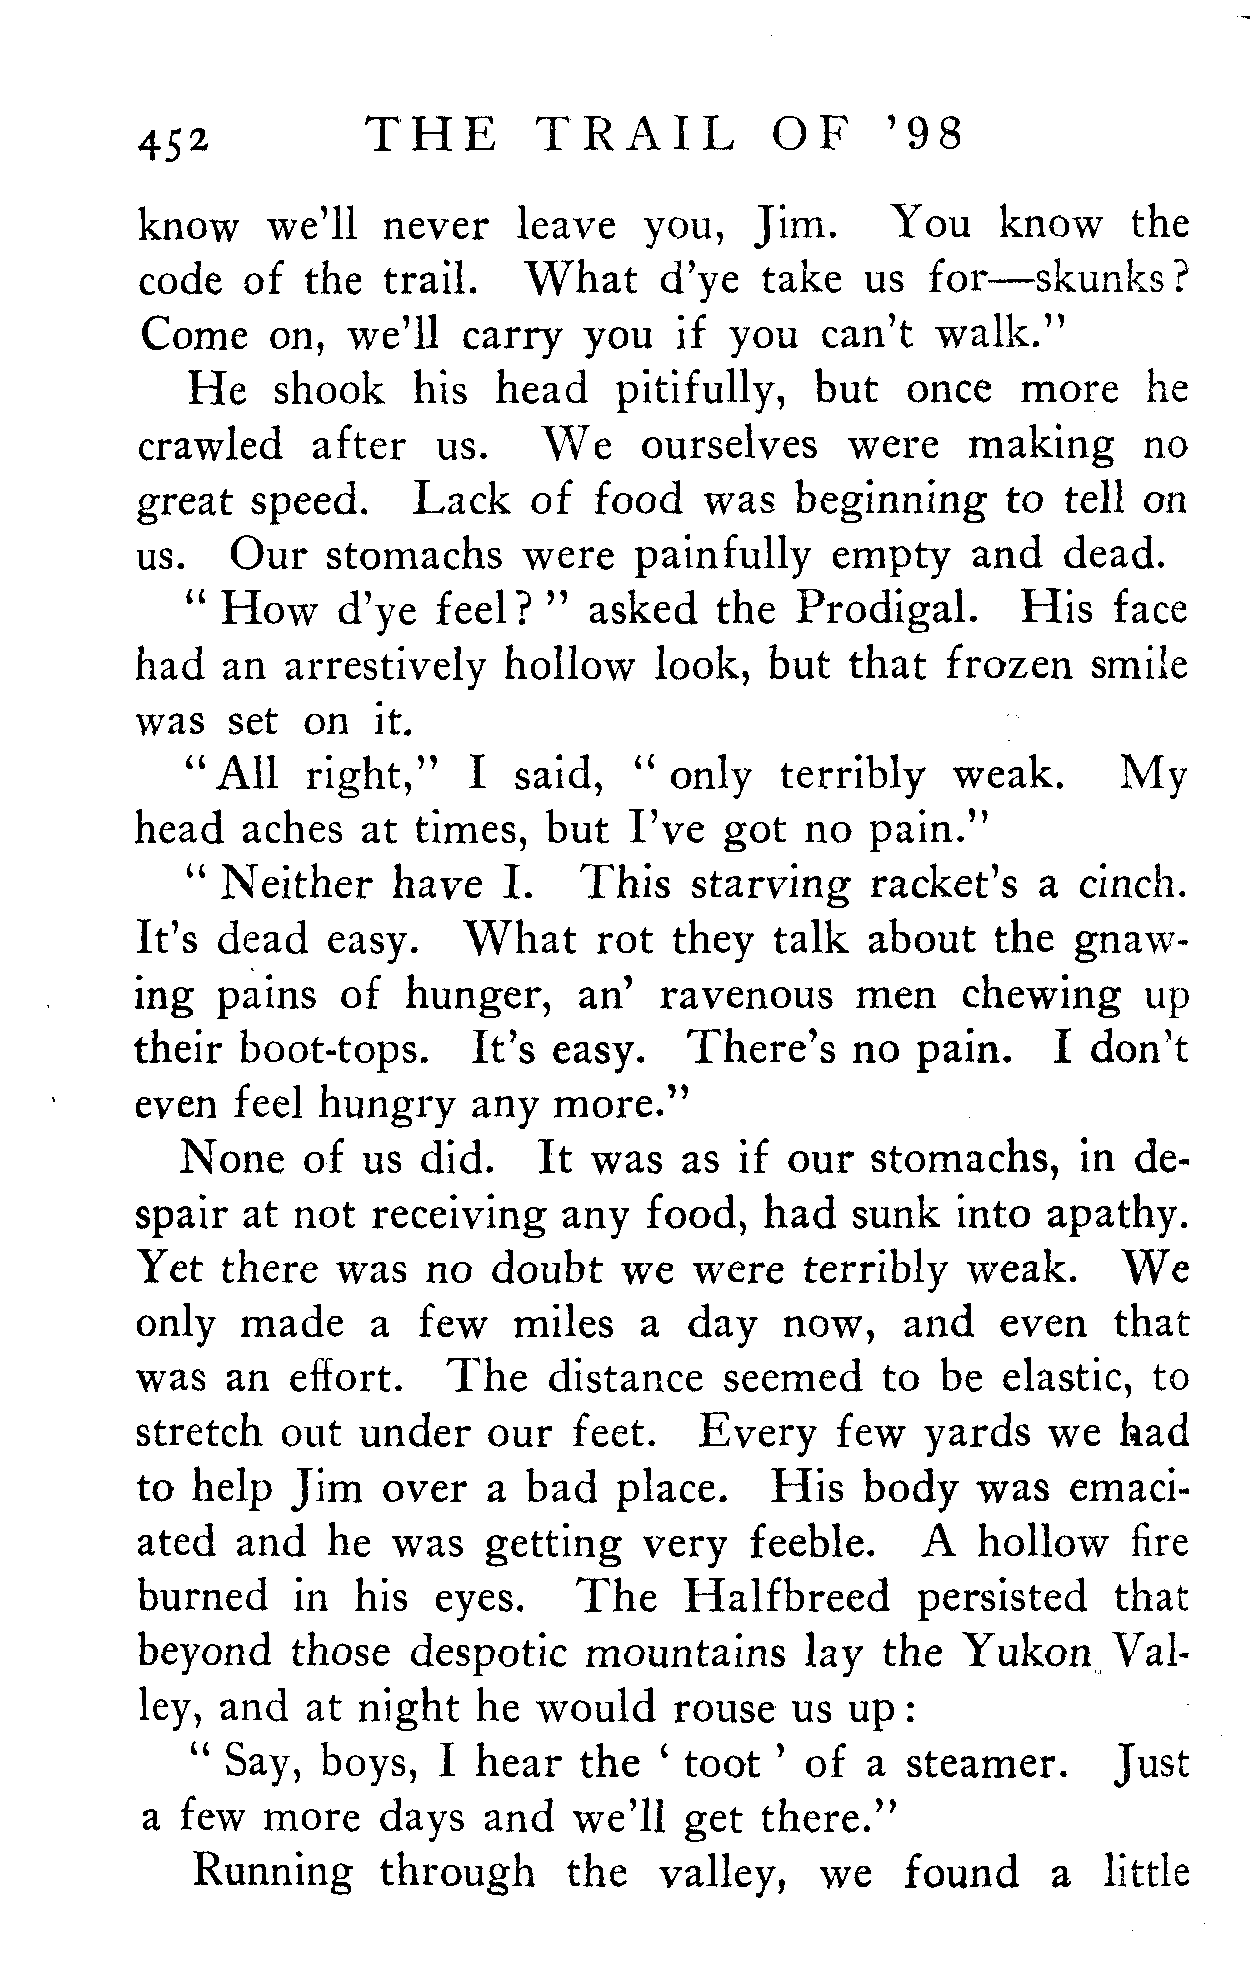 452 THE TRAIL OF '98
know we'll never leave you, Jim. You know the
code of the trail. What d'ye take us for—skunks?
Come on, we'll carry you if you can't walk."
He shook his head pitifully, but once more he
crawled after us. We ourselves were making no
great speed. Lack of food was beginning to tell on
us. Our stomachs were painfully empty and dead.
" How d'ye feel? " asked the Prodigal. His face
had an arrestively hollow look, but that frozen smile
was set on it.
" All right," I said, " only terribly weak. My
head aches at times, but I've got no pain."
" Neither have I. This starving racket's a cinch.
It's dead easy. What rot they talk about the gnaw-
ing pains of hunger, an' ravenous men chewing up
their boot-tops. It's easy. There's no pain. I don't
even feel hungry any more."
None of us did. It was as if our stomachs, in de-
spair at not receiving any food, had sunk into apathy.
Yet there was no doubt we were terribly weak. We
only made a few miles a day now, and even that
was an effort. The distance seemed to be elastic, to
stretch out under our feet. Every few yards we had
to help Jim over a bad place. His body was emaci-
ated and he was getting very feeble. A hollow fire
burned in his eyes. The Halfbreed persisted that
beyond those despotic mountains lay the Yukon Val-
ley, and at night he would rouse us up:
" Say, boys, I hear the ' toot ' of a steamer. Just
a few more days and we'll get there."
Running through the valley, we found a little